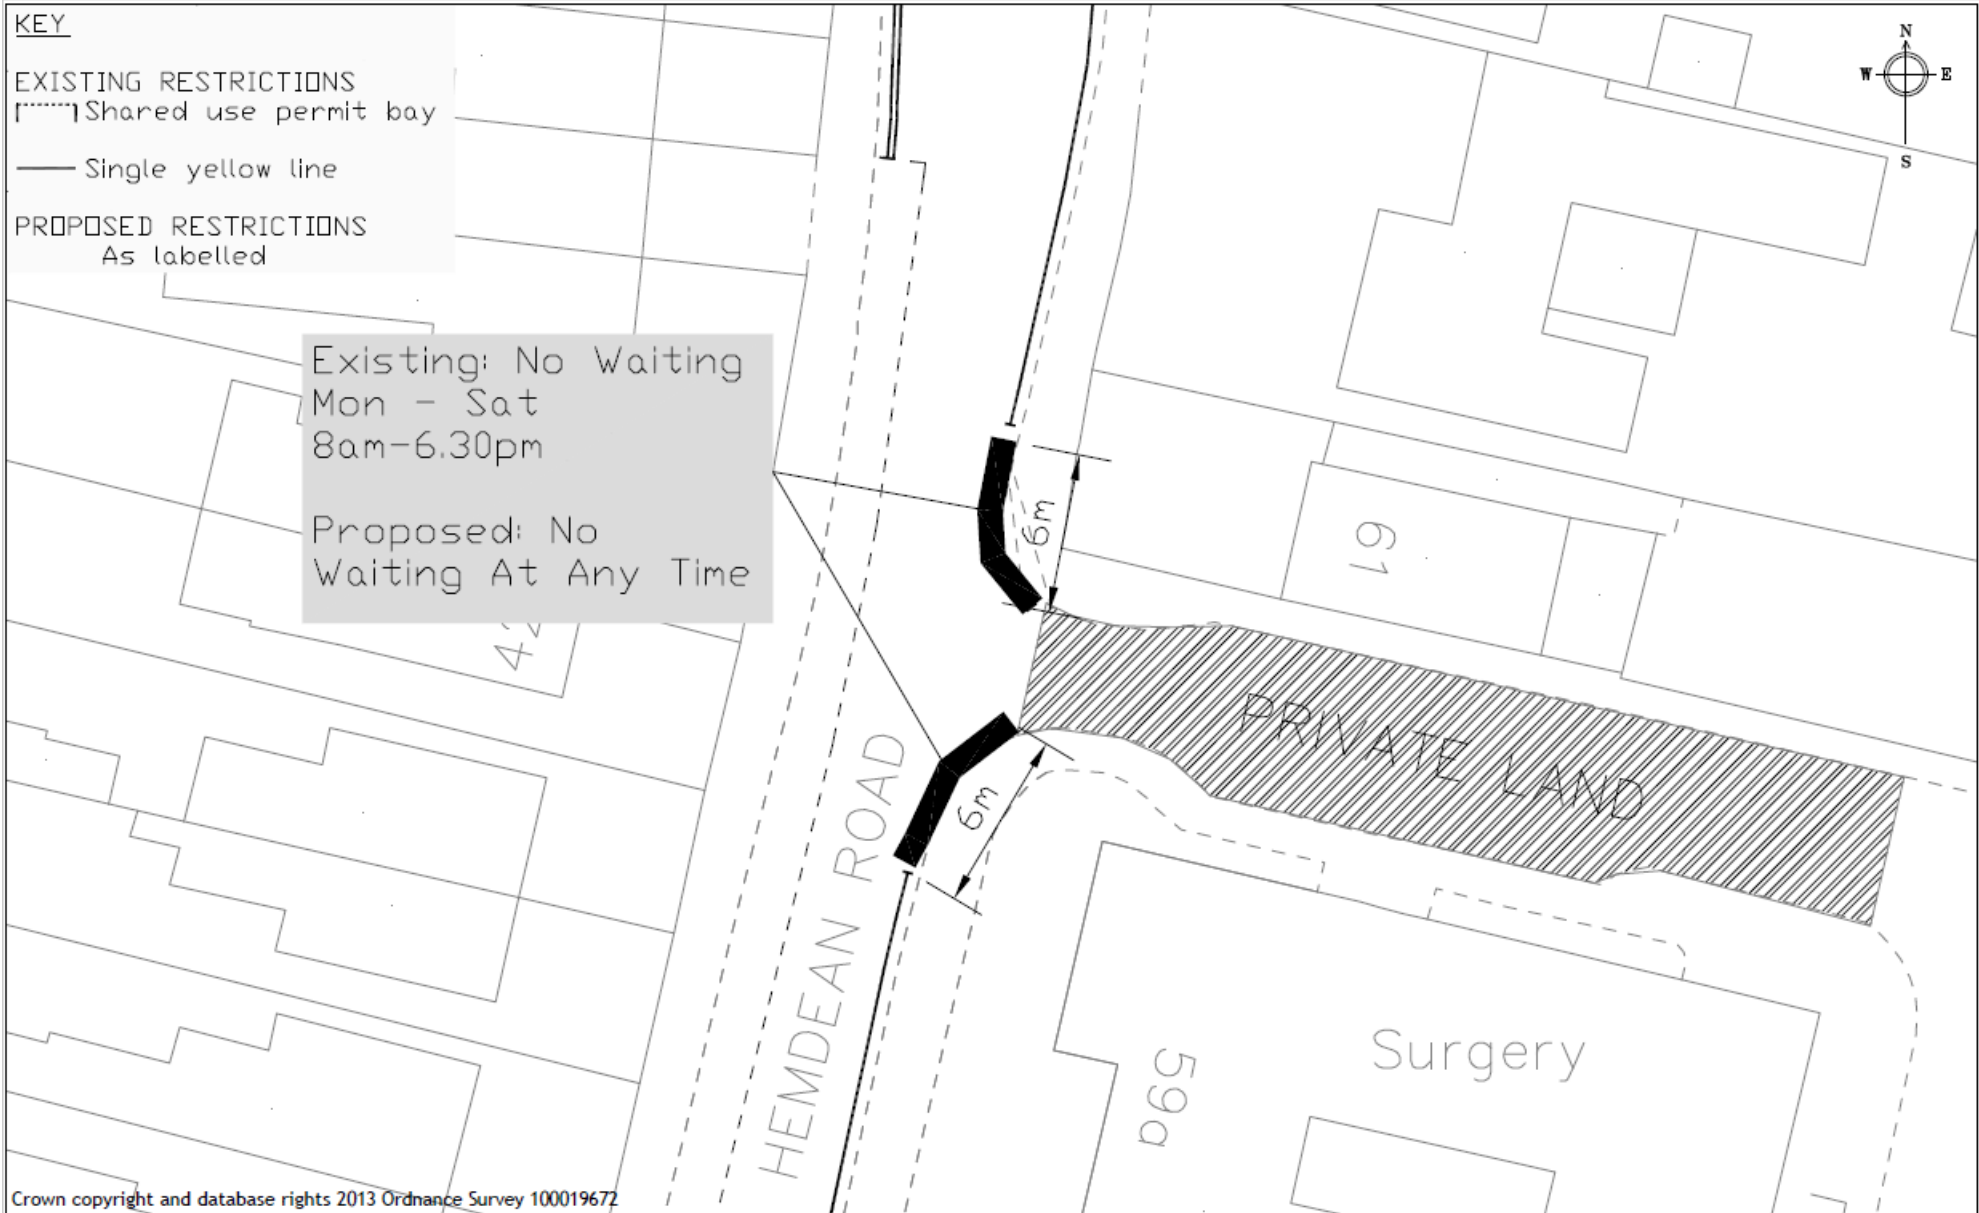 KEY
EXISTING RESTRICTIONS
Shared use permit bay
Single yellow line
PROPOSED RESTRICTIONS
As labelled
N
W E
S
Existing: No Waiting
Mon - Sat
8am-6.30pm
Proposed: No
Waiting At Any Time
6m
61
42
PRIVATE LAND
6m
HEMDEAN ROAD
Surgery
59a
Crown copyright and database rights 2013 Ordnance Survey 100019672